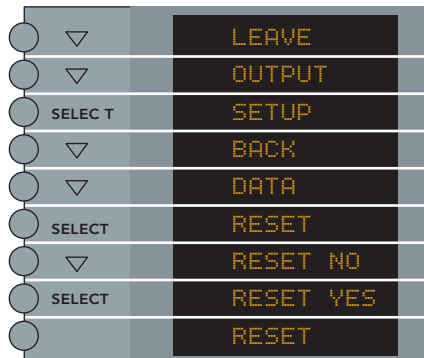 LEAVE
OUTPUT
SELEC T SETUP
BACK
DATA
SELECT RESET
RESET NO
SELECT RESET YES
RESET